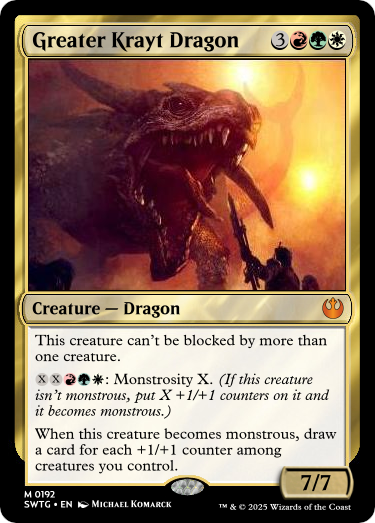 Greater Krayt Dragon 3
Creature — Dragon
This creature can't be blocked by more than
one creature.
X X : Monstrosity X. (If this creature
isn't monstrous, put X +1/+1 counters on it and
it becomes monstrous.)
When this creature becomes monstrous, draw
a card for each +1/+1 counter among
creatures you control.
7/7
M 0192
SWTG • EN Michael Komarck
™ & © 2025 Wizards of the Coast